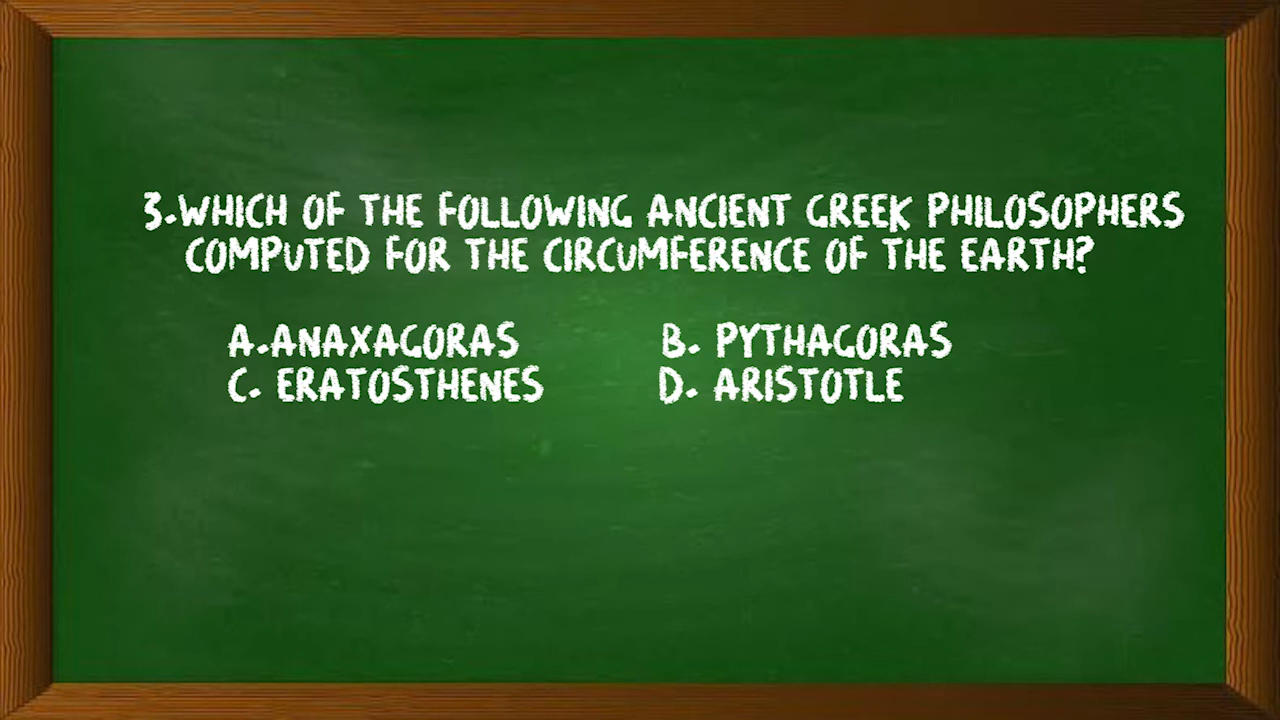 3.WHICH OF THE FOLLOWING ANCIENT GREEK PHILOSOPHERS
COMPUTED FOR THE CIRCUMFERENCE OF THE EARTH?
A.ANAXAGORAS B. PYTHAGORAS
C. ERATOSTHENES D. ARISTOTLE